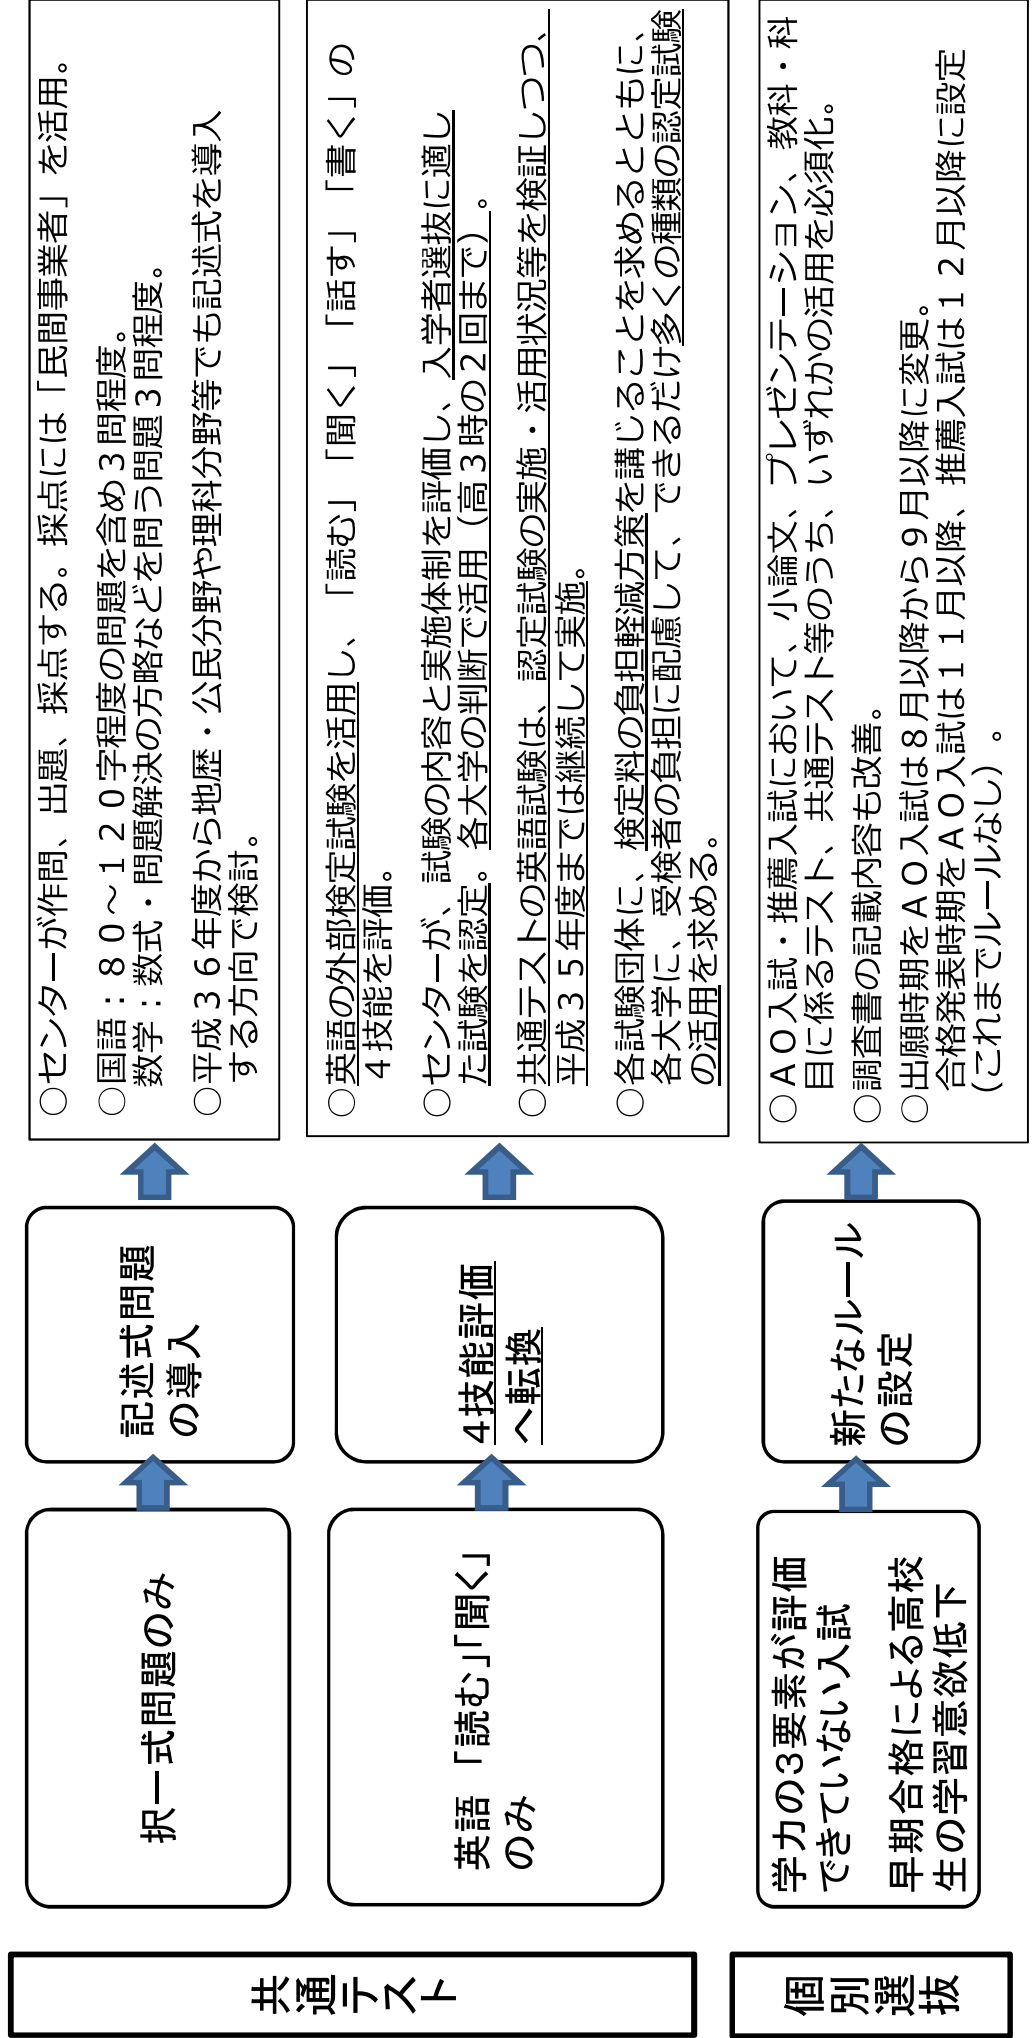 共通テスト
択一式問題のみ
記述式問題
の導入
○センターが作問、出題、採点する。採点には「民間事業者」を活用。
○国語：８０～１２０字程度の問題を含め３問程度。
数学：数式・問題解決の方略などを問う問題３問程度。
○平成３６年度から地歴・公民分野や理科分野等でも記述式を導入
する方向で検討。
英語 「読む」「聞く」
のみ
４技能評価
へ転換
○英語の外部検定試験を活用し、「読む」「聞く」「話す」「書く」の
４技能を評価。
○センターが、試験の内容と実施体制を評価し、入学者選抜に適し
た試験を認定。各大学の判断で活用（高３時の２回まで）。
○共通テストの英語試験は、認定試験の実施・活用状況等を検証しつつ、
平成３５年度までは継続して実施。
○各試験団体に、検定料の負担軽減方策を講じることを求めるとともに、
各大学に、受検者の負担に配慮して、できるだけ多くの種類の認定試験
の活用を求める。
個別選抜
学力の３要素が評価
できていない入試
早期合格による高校
生の学習意欲低下
新たなルール
の設定
○ＡＯ入試・推薦入試において、小論文、プレゼンテーション、教科・科
目に係るテスト、共通テスト等のうち、いずれかの活用を必須化。
○調査書の記載内容も改善。
○出願時期をＡＯ入試は８月以降から９月以降に変更。
合格発表時期をＡＯ入試は１１月以降、推薦入試は１２月以降に設定
(これまでルールなし）。